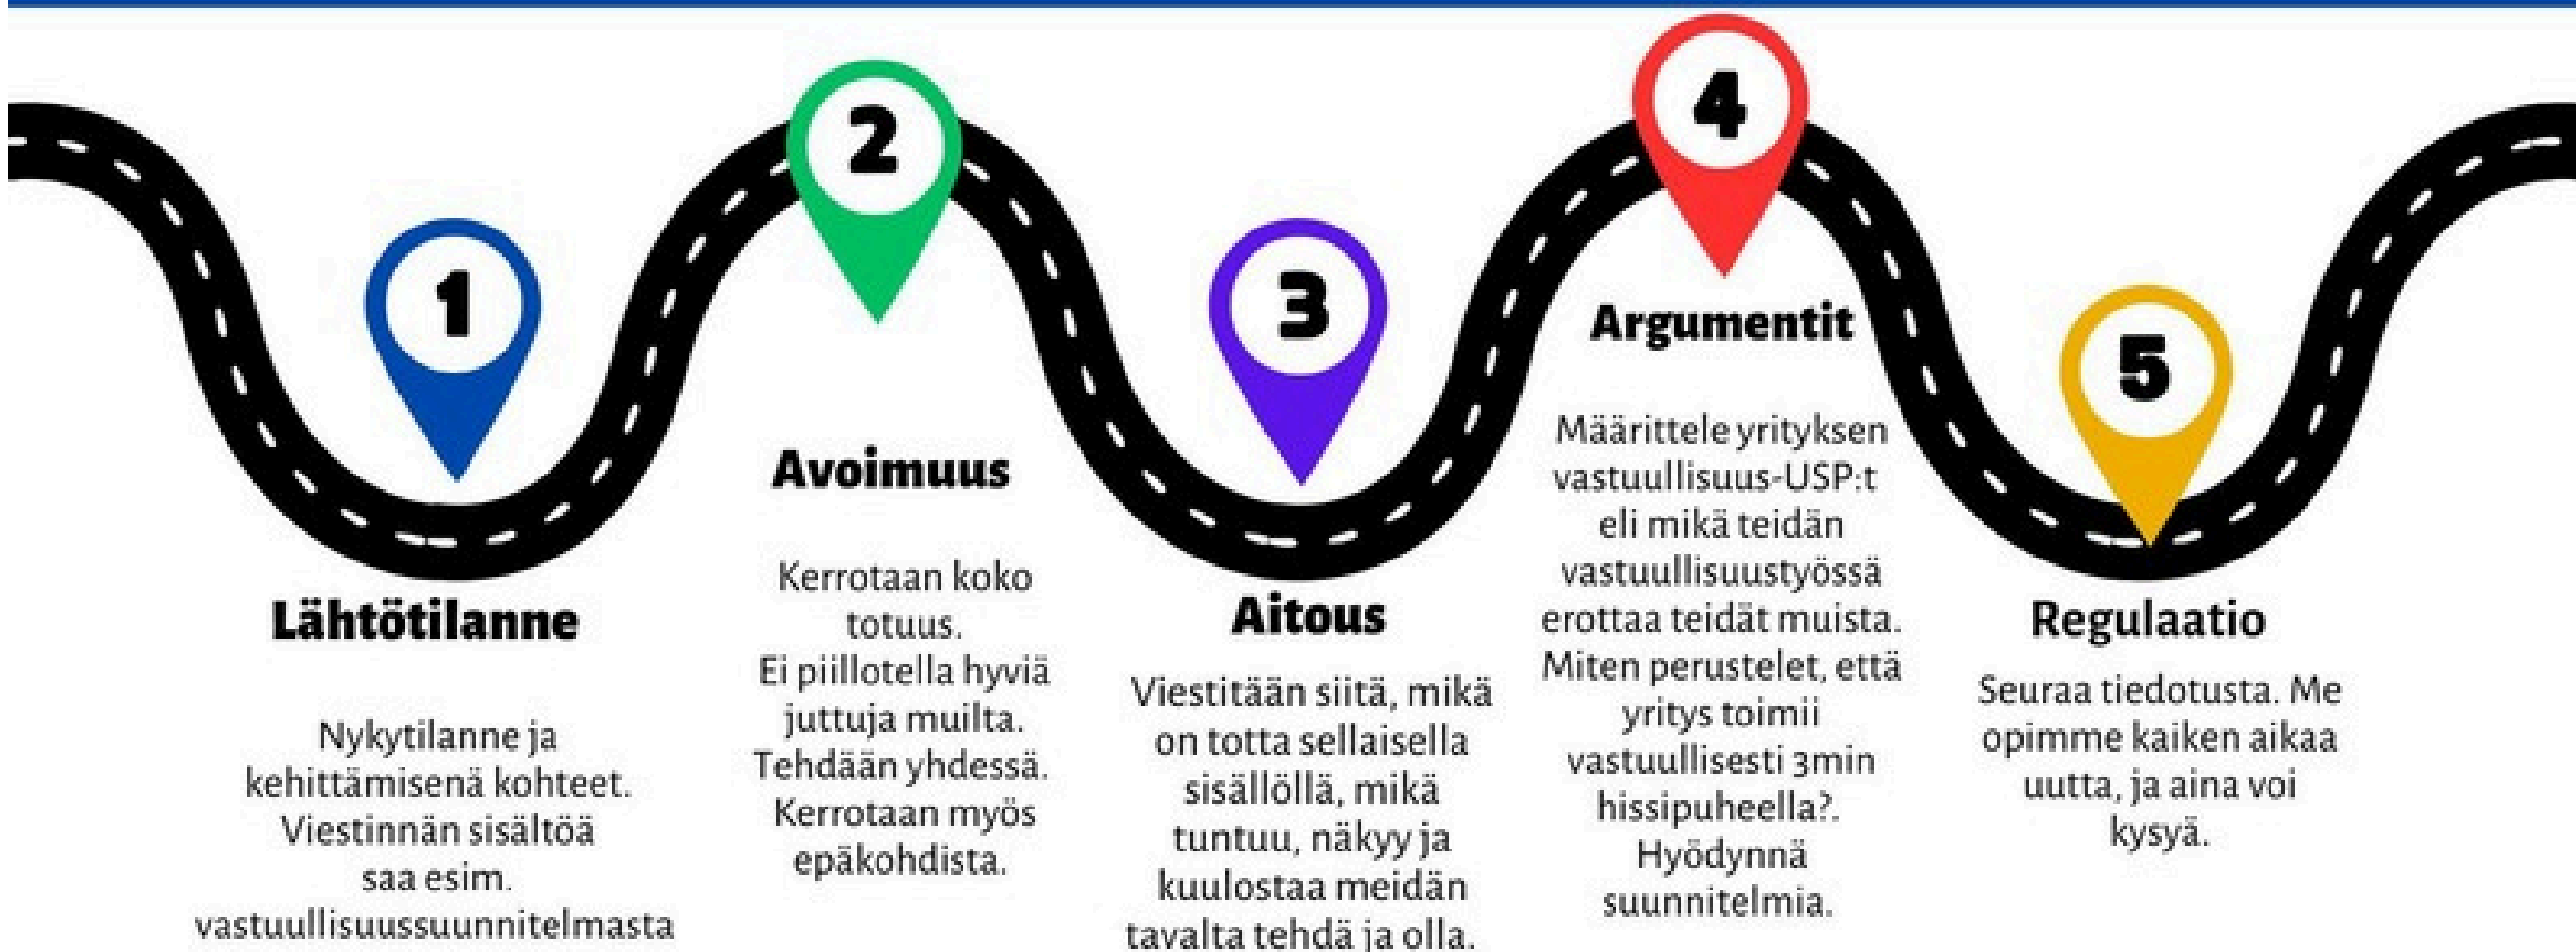 1
Lähtötilanne
Nykytilanne ja
kehittämisenä kohteet.
Viestinnän sisältöä
saa esim.
vastuullisuussuunnitelmasta
2
Avoimuus
Kerrotaan koko
totuus.
Ei piillotella hyviä
juttuja muilta.
Tehdään yhdessä.
Kerrotaan myös
epäkohdista.
3
Aitous
Viestitään siitä, mikä
on totta sellaisella
sisällöllä, mikä
tuntuu, näkyy ja
kuulostaa meidän
tavalta tehdä ja olla.
4
Argumentit
Määrittele yrityksen
vastuullisuus-USP:t
eli mikä teidän
vastuullisuustyössä
erottaa teidät muista.
Miten perustelet, että
yritys toimii
vastuullisesti 3min
hissipuheella?.
Hyödynnä
suunnitelmia.
5
Regulaatio
Seuraa tiedotusta. Me
opimme kaiken aikaa
uutta, ja aina voi
kysyä.